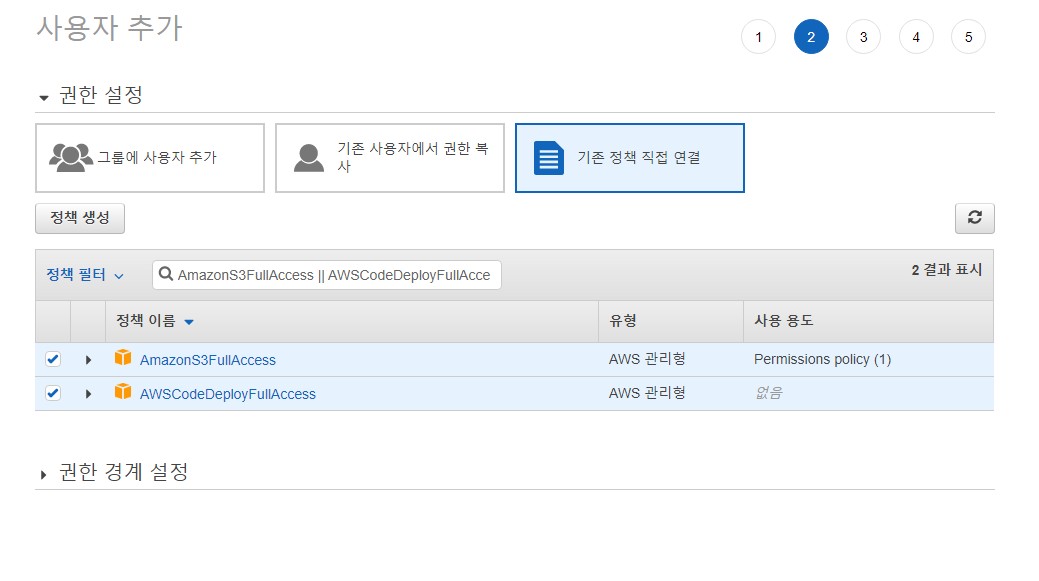 사용자 추가
1 2 3 4 5
권한 설정
그룹에 사용자 추가
기존 사용자에서 권한 복
사
기존 정책 직접 연결
정책 생성
정책 필터
AmazonS3FullAccess || AWSCodeDeployFullAcce
2 결과 표시
정책 이름 유형 사용 용도
AmazonS3FullAccess AWS 관리형 Permissions policy (1)
AWSCodeDeployFullAccess AWS 관리형 없음
권한 경계 설정